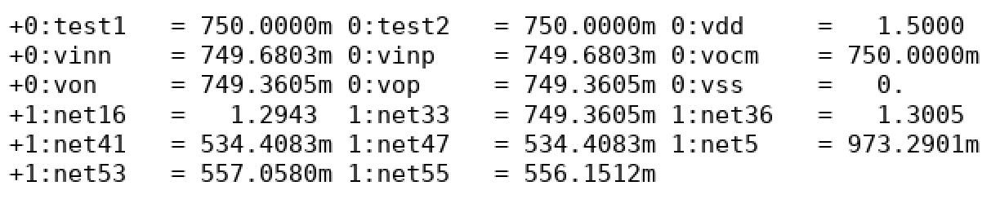 +0:test1   = 750.0000m 0:test2   = 750.0000m 0:vdd     =   1.5000
+0:vinn    = 749.6803m 0:vinp    = 749.6803m 0:vocm    = 750.0000m
+0:von     = 749.3605m 0:vop     = 749.3605m 0:vss     =   0.
+1:net16   =   1.2943  1:net33   = 749.3605m 1:net36   =   1.3005
+1:net41   = 534.4083m 1:net47   = 534.4083m 1:net5    = 973.2901m
+1:net53   = 557.0580m 1:net55   = 556.1512m